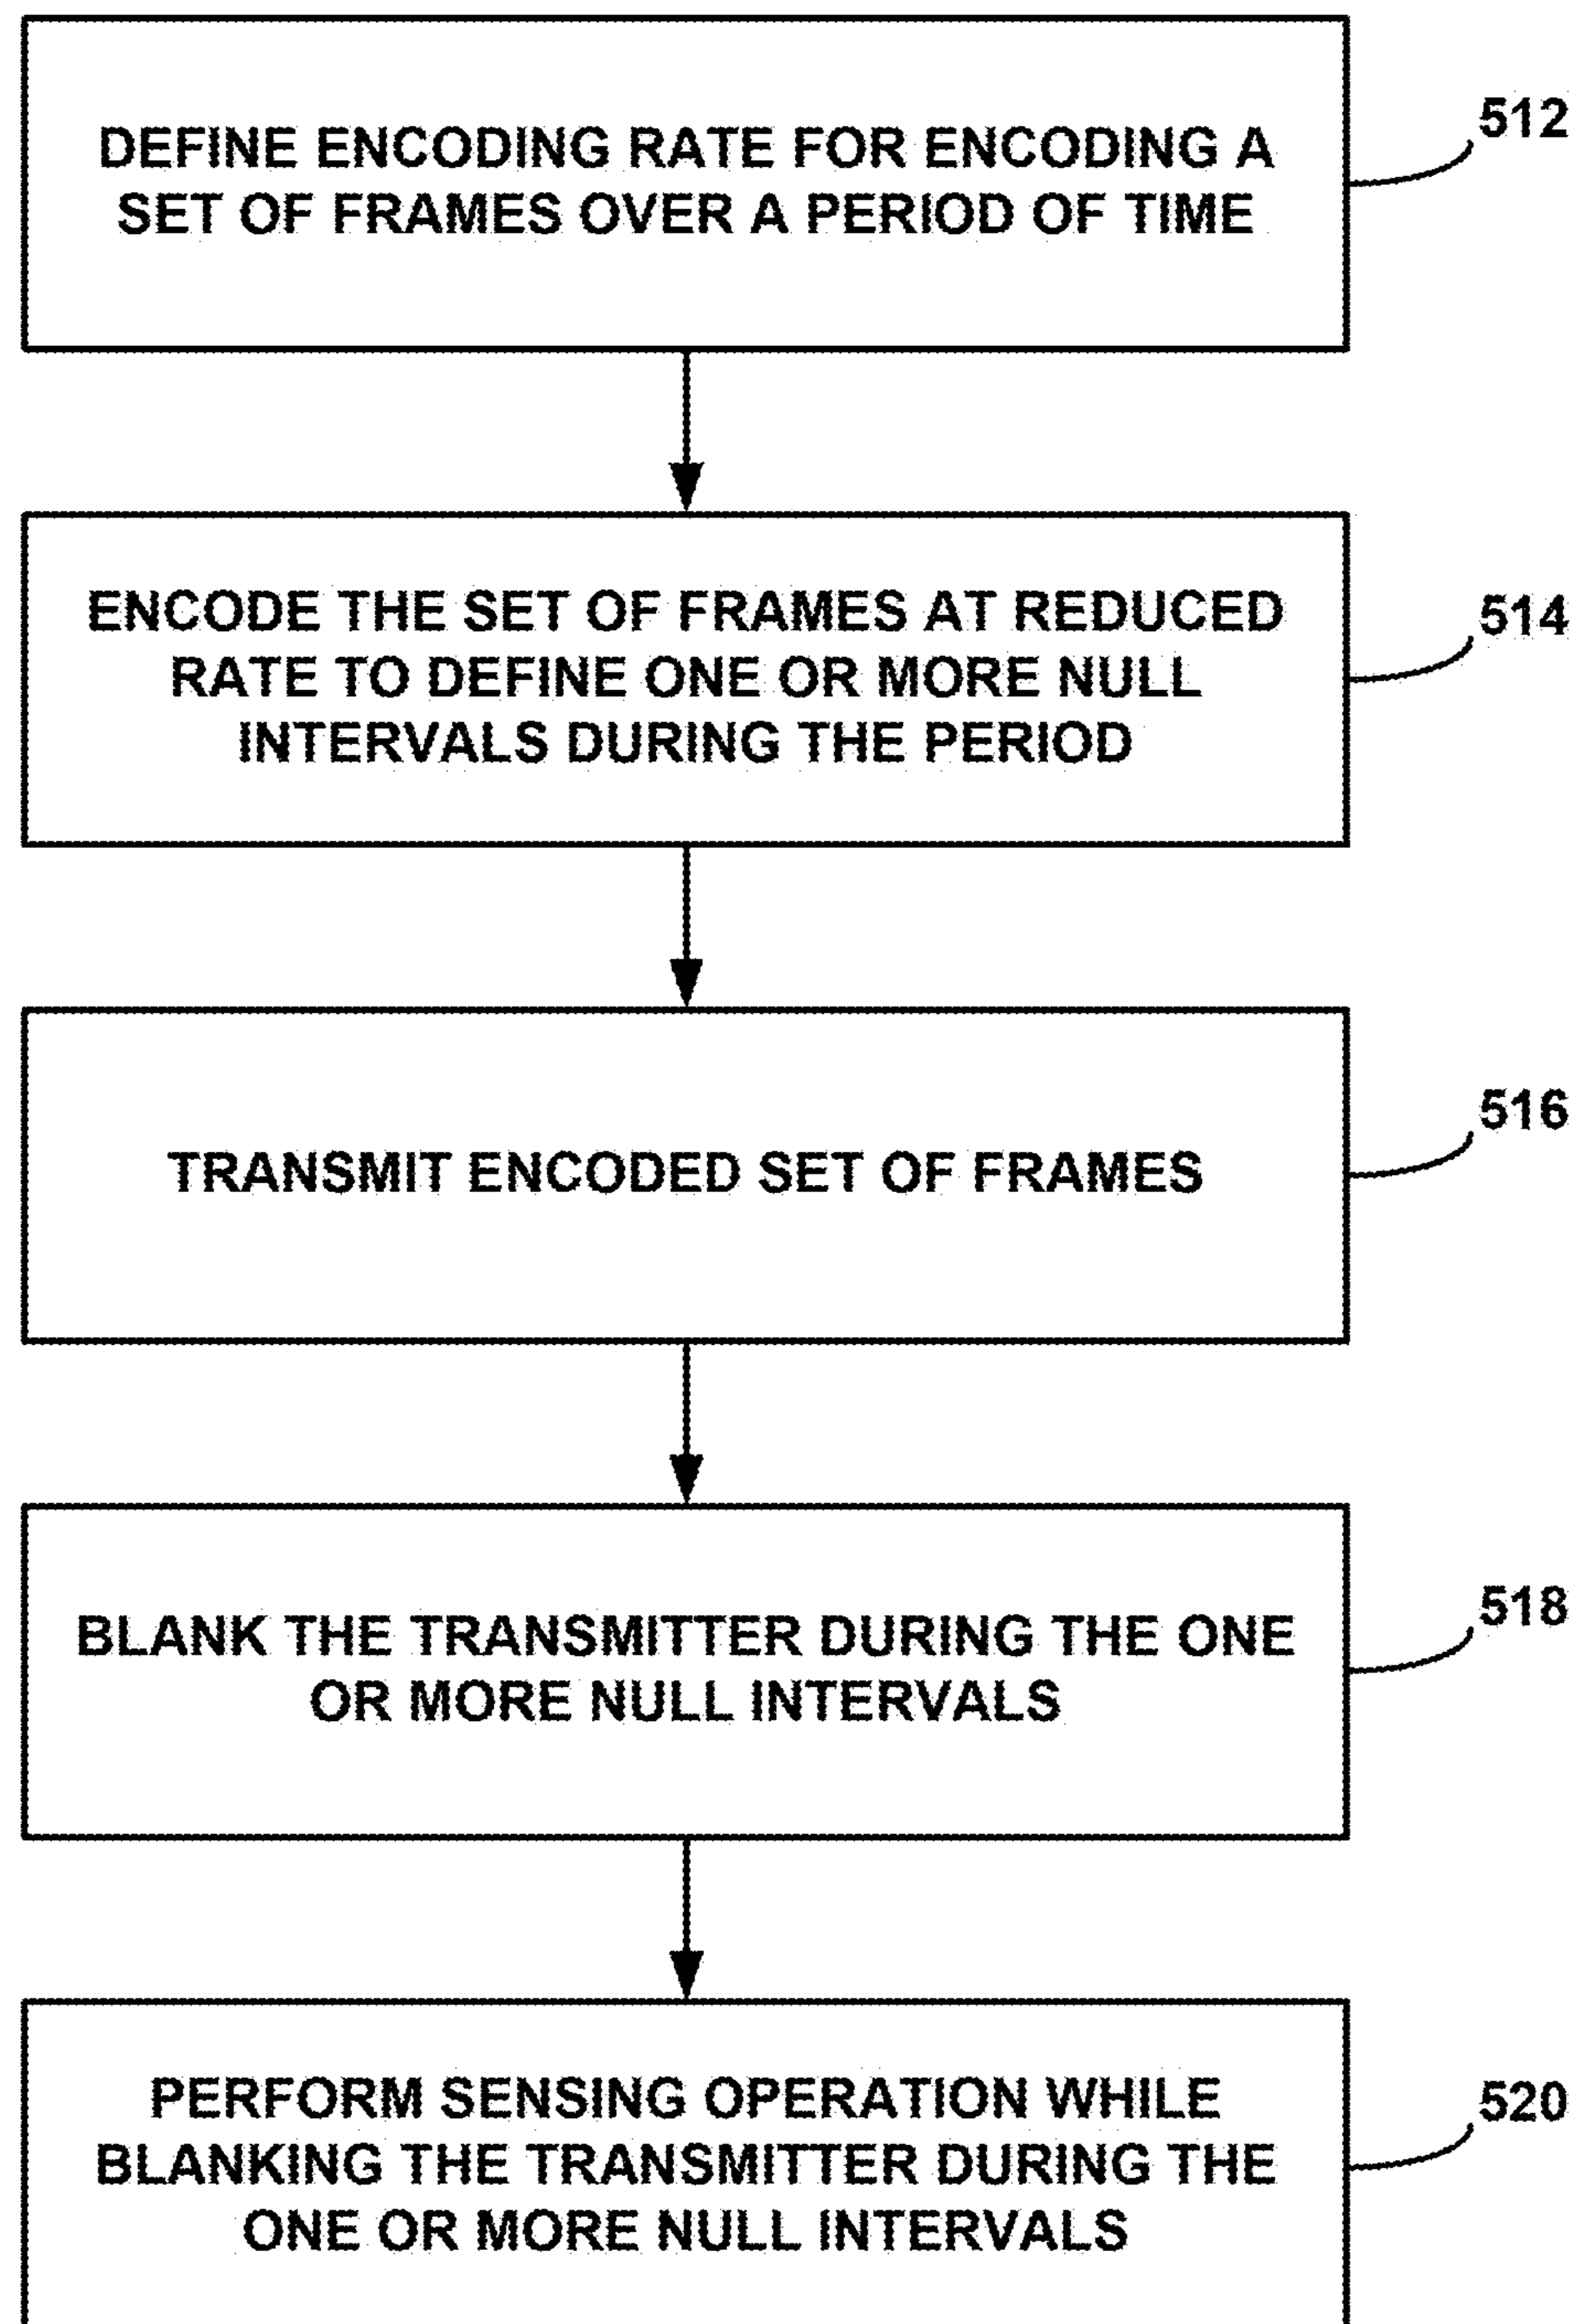 DEFINE ENCODING RATE FOR ENCODING A
SET OF FRAMES OVER A PERIOD OF TIME
512
ENCODE THE SET OF FRAMES AT REDUCED
RATE TO DEFINE ONE OR MORE NULL
INTERVALS DURING THE PERIOD
514
TRANSMIT ENCODED SET OF FRAMES
516
BLANK THE TRANSMITTER DURING THE ONE
OR MORE NULL INTERVALS
518
PERFORM SENSING OPERATION WHILE
BLANKING THE TRANSMITTER DURING THE
ONE OR MORE NULL INTERVALS
520